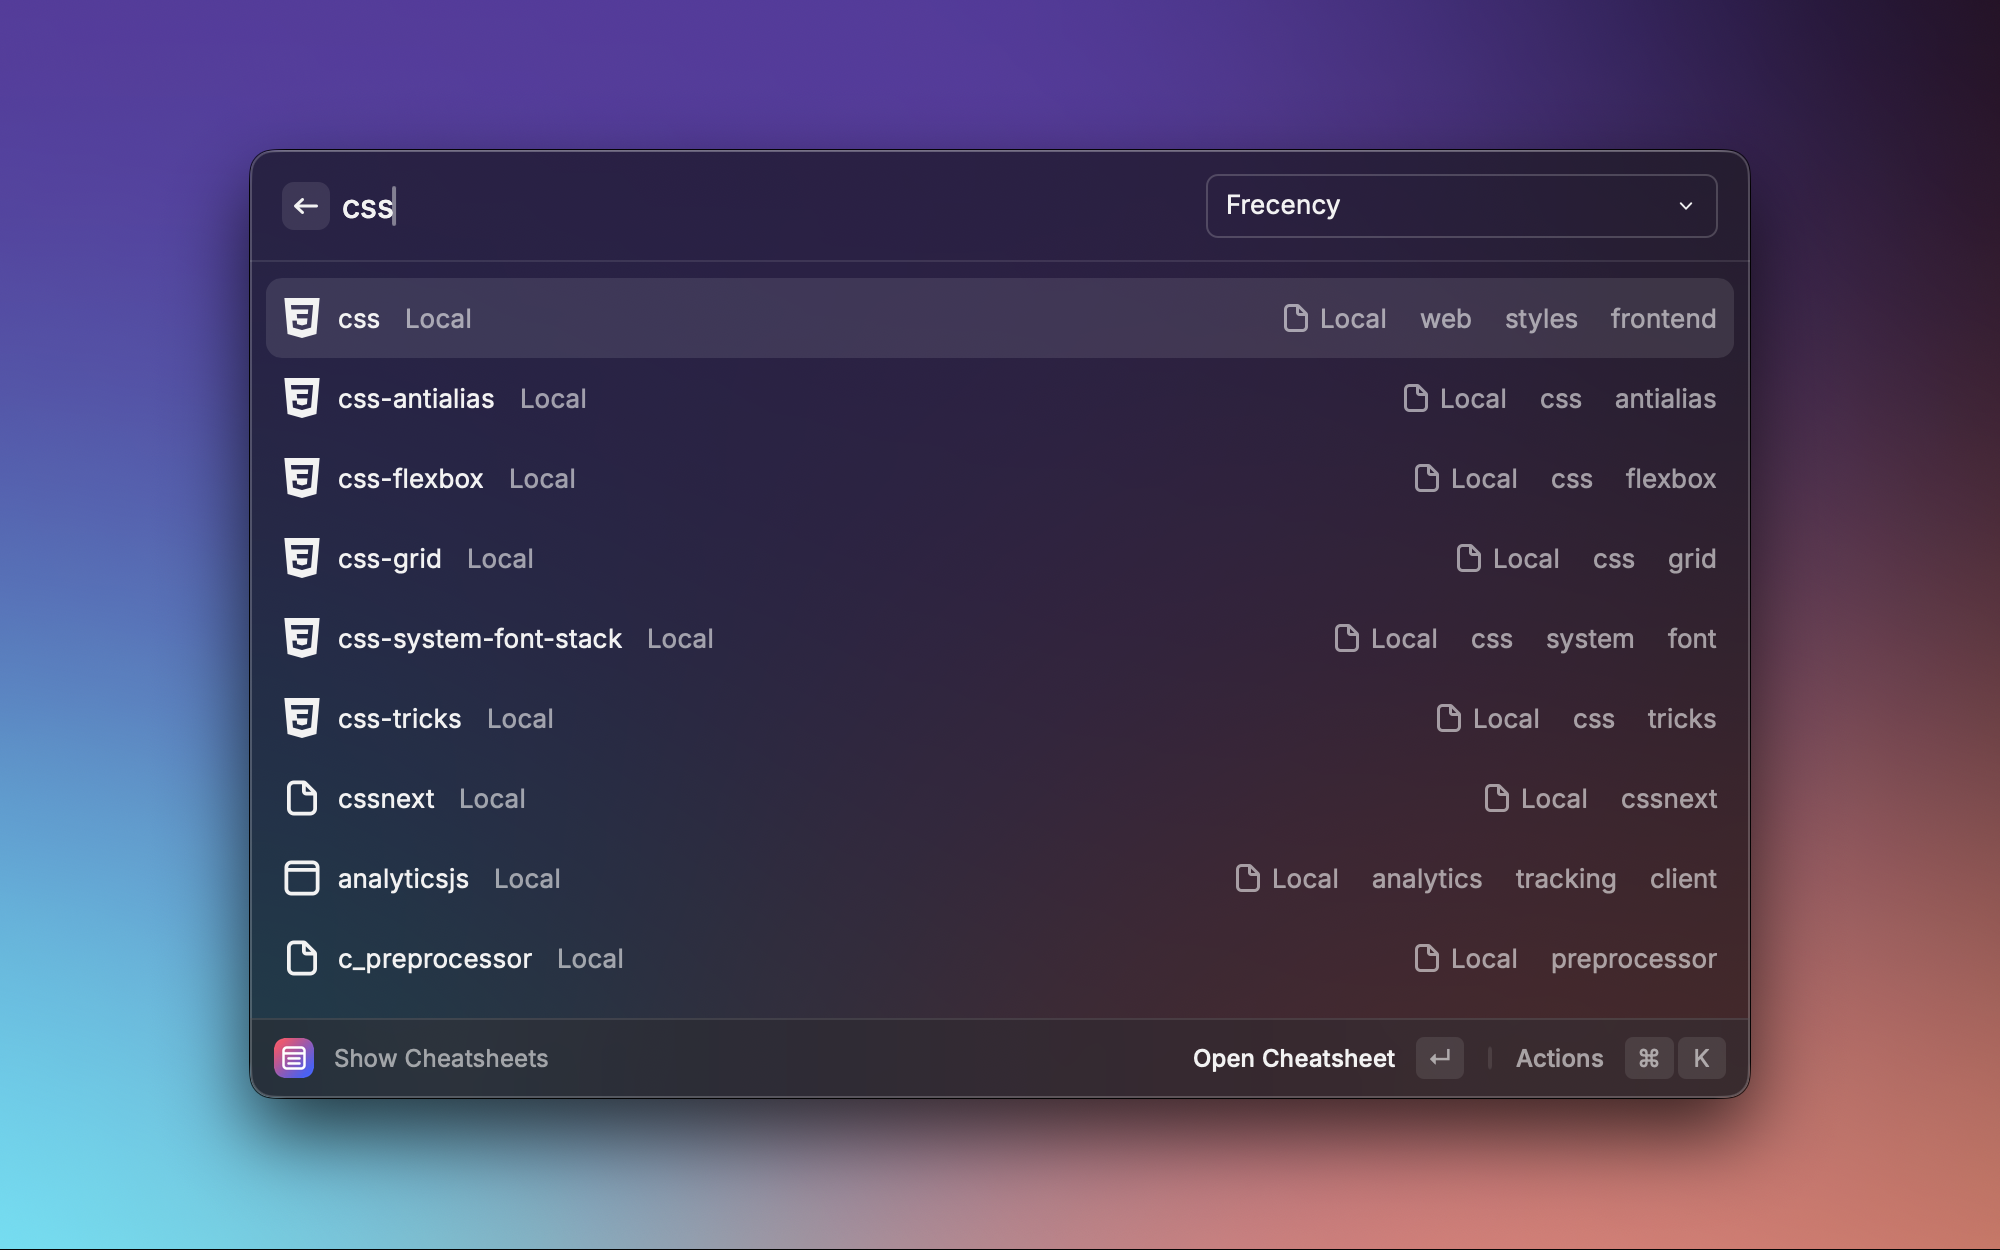 css Frecency
css Local Local web styles frontend
css-antialias Local Local css antialias
css-flexbox Local Local css flexbox
css-grid Local Local css grid
css-system-font-stack Local Local css system font
css-tricks Local Local css tricks
cssnext Local Local cssnext
analyticsjs Local Local analytics tracking client
c_preprocessor Local Local preprocessor
Show Cheatsheets Open Cheatsheet ↵ Actions ⌘ K